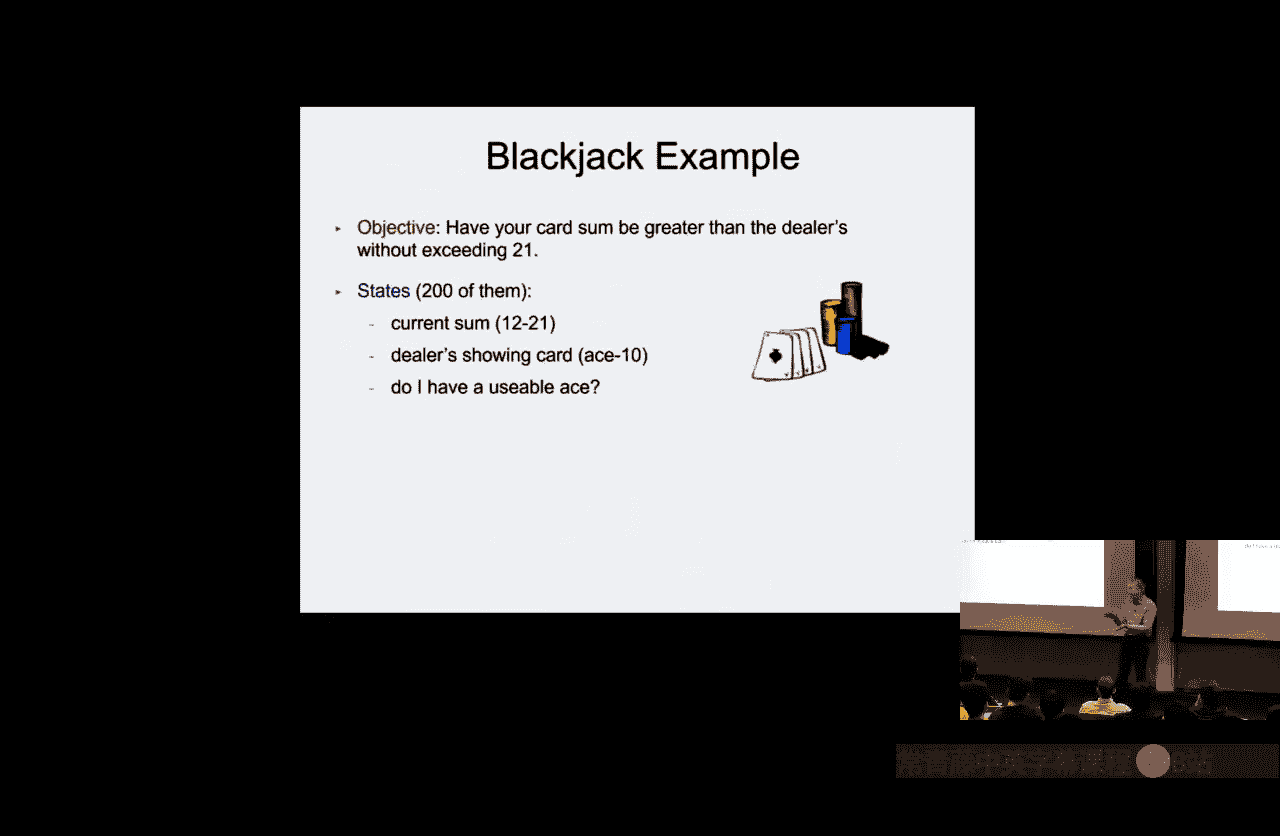 Blackjack Example
‣ Objective: Have your card sum be greater than the dealer's
without exceeding 21.
‣ States (200 of them):
- current sum (12-21)
- dealer's showing card (ace-10)
- do I have a useable ace?